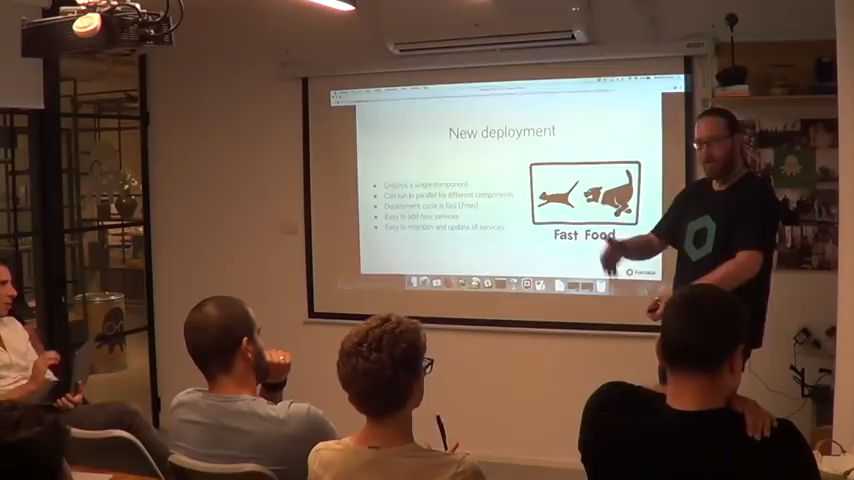 New deployment
Deploys a single component
Can run in parallel for different components
Deployment cycle is fast (7min)
Easy to add new services
Easy to maintain and update all services
Fast Food